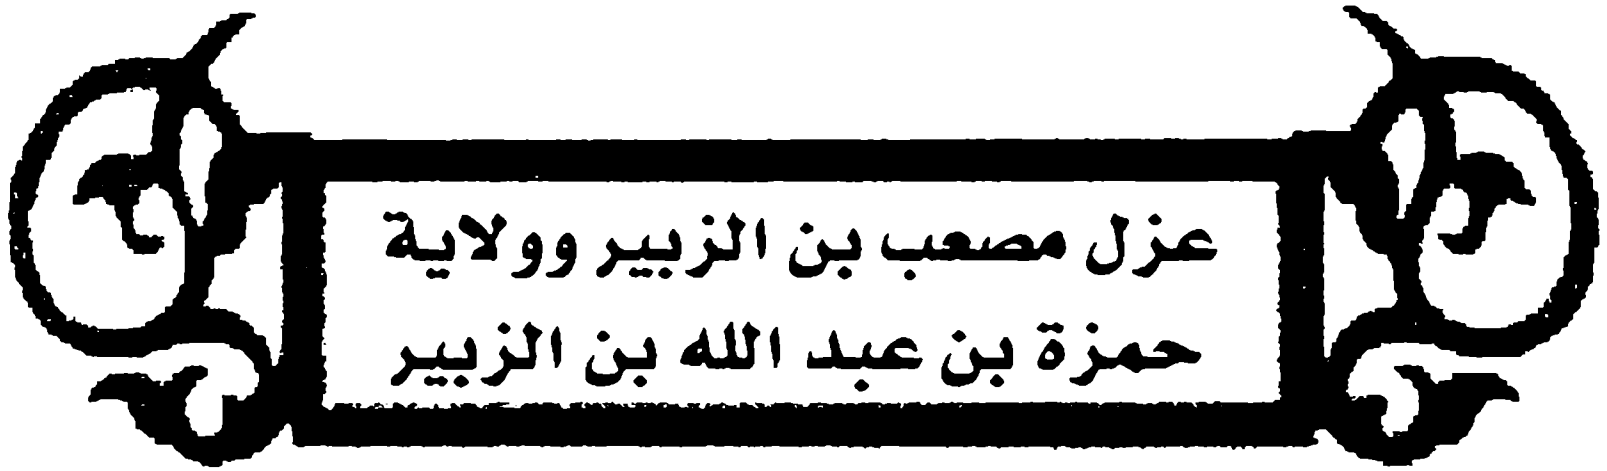 عزل مصعب بن الزبير وولاية
حمزة بن عبد الله بن الزبير